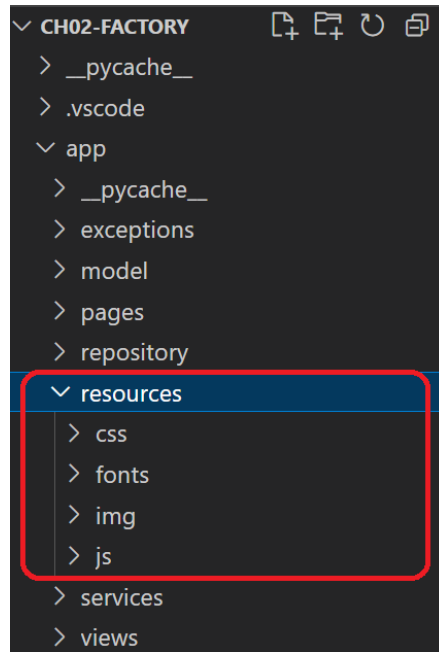 CH02-FACTORY
__pycache__
.vscode
app
__pycache__
exceptions
model
pages
repository
resources
css
fonts
img
js
services
views